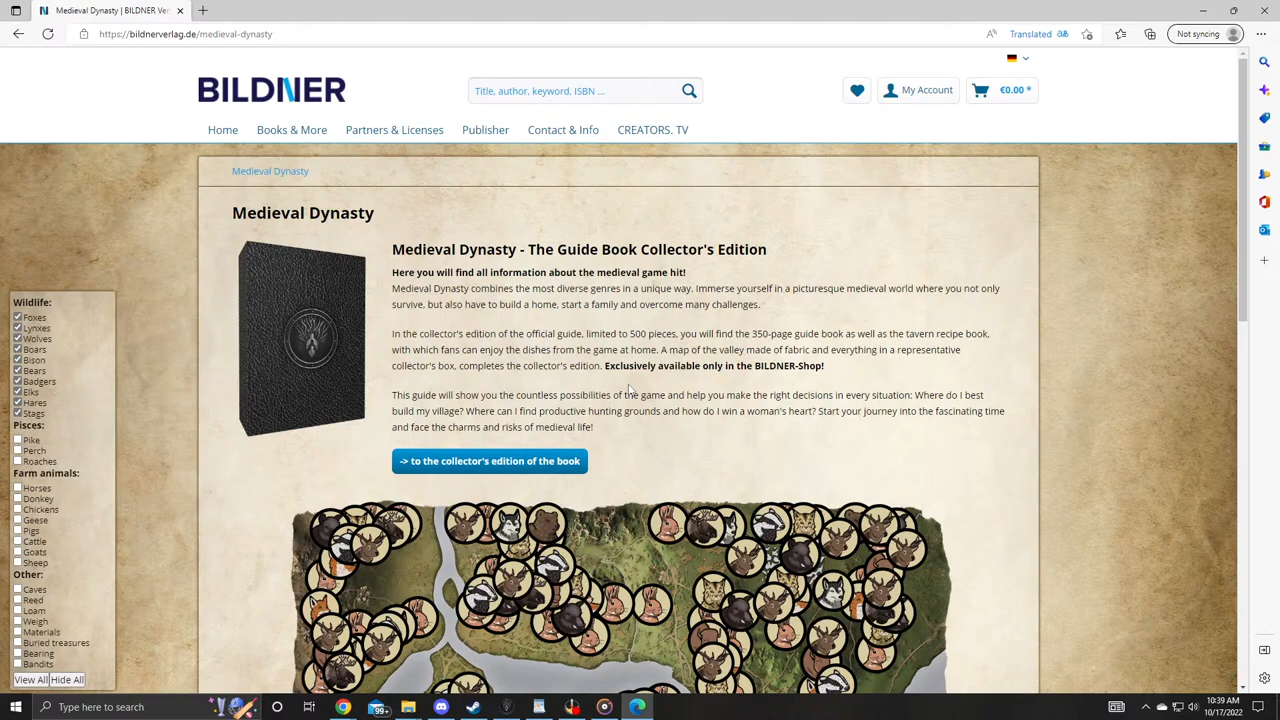 Medieval Dynasty | BILDNER Ver
https://bildnerverlag.de/medieval-dynasty
Translated
Not syncing
BILDNER
Title, author, keyword, ISBN ...
My Account
€0.00 *
Home
Books & More
Partners & Licenses
Publisher
Contact & Info
CREATORS. TV
Medieval Dynasty
Medieval Dynasty
Medieval Dynasty - The Guide Book Collector's Edition
Here you will find all information about the medieval game hit!
Medieval Dynasty combines the most diverse genres in a unique way. Immerse yourself in a picturesque medieval world where you not only
survive, but also have to build a home, start a family and overcome many challenges.
In the collector's edition of the official guide, limited to 500 pieces, you will find the 350-page guide book as well as the tavern recipe book,
with which fans can enjoy the dishes from the game at home. A map of the valley made of fabric and everything in a representative
collector's box, completes the collector's edition. Exclusively available only in the BILDNER-Shop!
This guide will show you the countless possibilities of the game and help you make the right decisions in every situation: Where do I best
build my village? Where can I find productive hunting grounds and how do I win a woman's heart? Start your journey into the fascinating time
and face the charms and risks of medieval life!
-> to the collector's edition of the book
Wildlife:
Foxes
Lynxes
Wolves
Boars
Bison
Bears
Badgers
Elks
Hares
Stags
Pisces:
Pike
Perch
Roaches
Farm animals:
Horses
Donkey
Chickens
Geese
Pigs
Cattle
Goats
Sheep
Other:
Caves
Reed
Loam
Weigh
Materials
Buried treasures
Bearing
Bandits
View All Hide All
Type here to search
99+
10:39 AM
10/17/2022